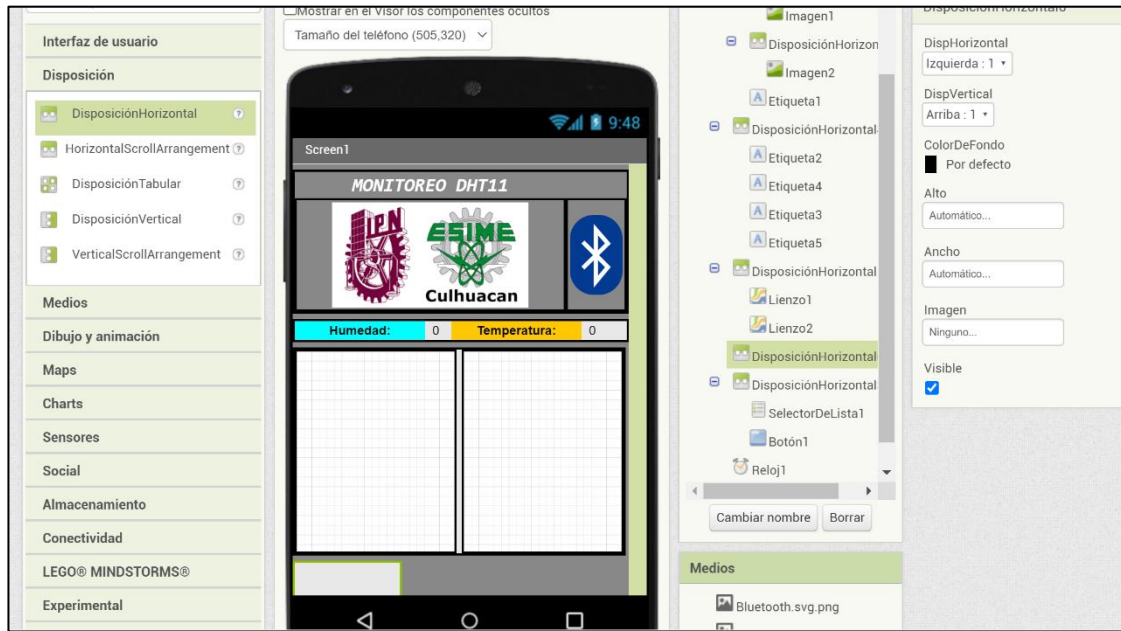 Interfaz de usuario
Disposición
DisposiciónHorizontal
HorizontalScrollArrangement
DisposiciónTabular
DisposiciónVertical
VerticalScrollArrangement
Medios
Dibujo y animación
Maps
Charts
Sensores
Social
Almacenamiento
Conectividad
LEGO® MINDSTORMS®
Experimental
Mostrar en el Visor los componentes ocultos
Tamaño del teléfono (505,320)
9:48
Screen1
MONITOREO DHT11
IPN
ESIME
Culhuacan
Humedad: 0 Temperatura: 0
Imagen1
DisposiciónHorizon
Imagen2
Etiqueta1
DisposiciónHorizontal
Etiqueta2
Etiqueta4
Etiqueta3
Etiqueta5
DisposiciónHorizontal
Lienzo1
Lienzo2
DisposiciónHorizontal
DisposiciónHorizontal
SelectorDeLista1
Botón1
Reloj1
Cambiar nombre Borrar
Medios
Bluetooth.svg.png
DispHorizontal
Izquierda : 1
DispVertical
Arriba : 1
ColorDeFondo
Por defecto
Alto
Automático...
Ancho
Automático...
Imagen
Ninguno...
Visible